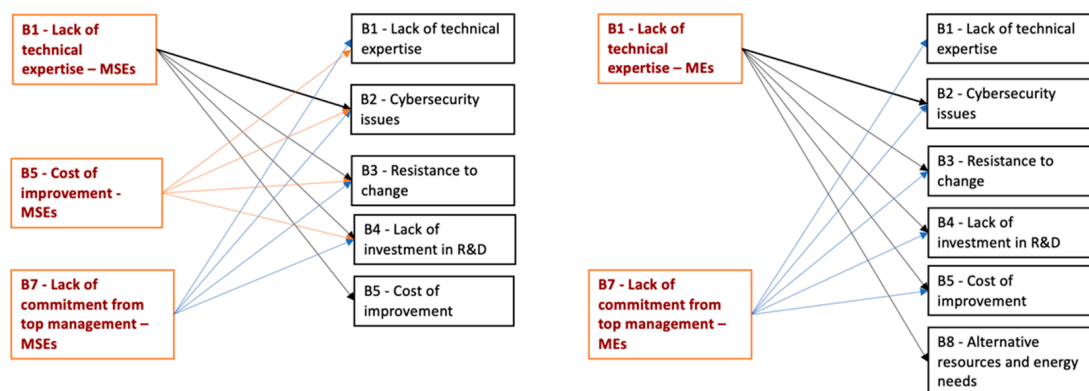 B1 - Lack of
technical
expertise – MSEs
B5 - Cost of
improvement -
MSEs
B7 - Lack of
commitment from
top management –
MSEs
B1 - Lack of technical
expertise
B2 - Cybersecurity
issues
B3 - Resistance to
change
B4 - Lack of
investment in R&D
B5 - Cost of
improvement
B1 - Lack of
technical
expertise – MEs
B7 - Lack of
commitment from
top management –
MEs
B1 - Lack of technical
expertise
B2 - Cybersecurity
issues
B3 - Resistance to
change
B4 - Lack of
investment in R&D
B5 - Cost of
improvement
B8 - Alternative
resources and energy
needs